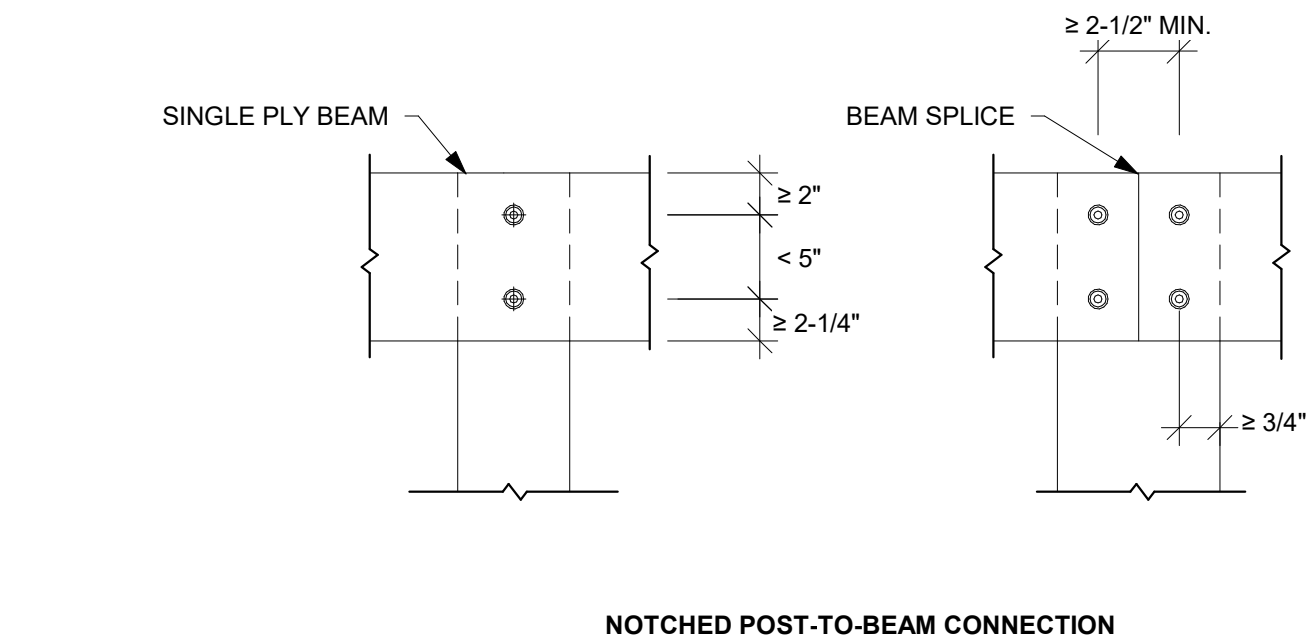 ≥ 2-1/2" MIN.
SINGLE PLY BEAM
BEAM SPLICE
≥ 2"
< 5"
≥ 2-1/4"
≥ 3/4"
NOTCHED POST-TO-BEAM CONNECTION